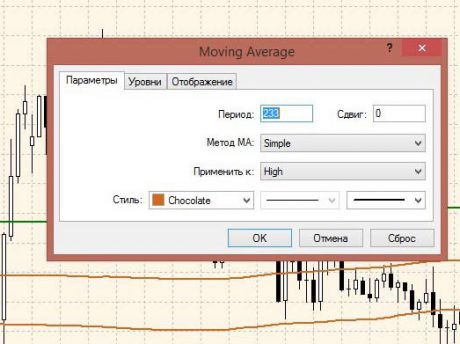 Moving Average
Параметры Уровни Отображение
Период: 233 Сдвиг: 0
Метод МА: Simple
Применить к: High
Стиль: Chocolate
OK Отмена Сброс